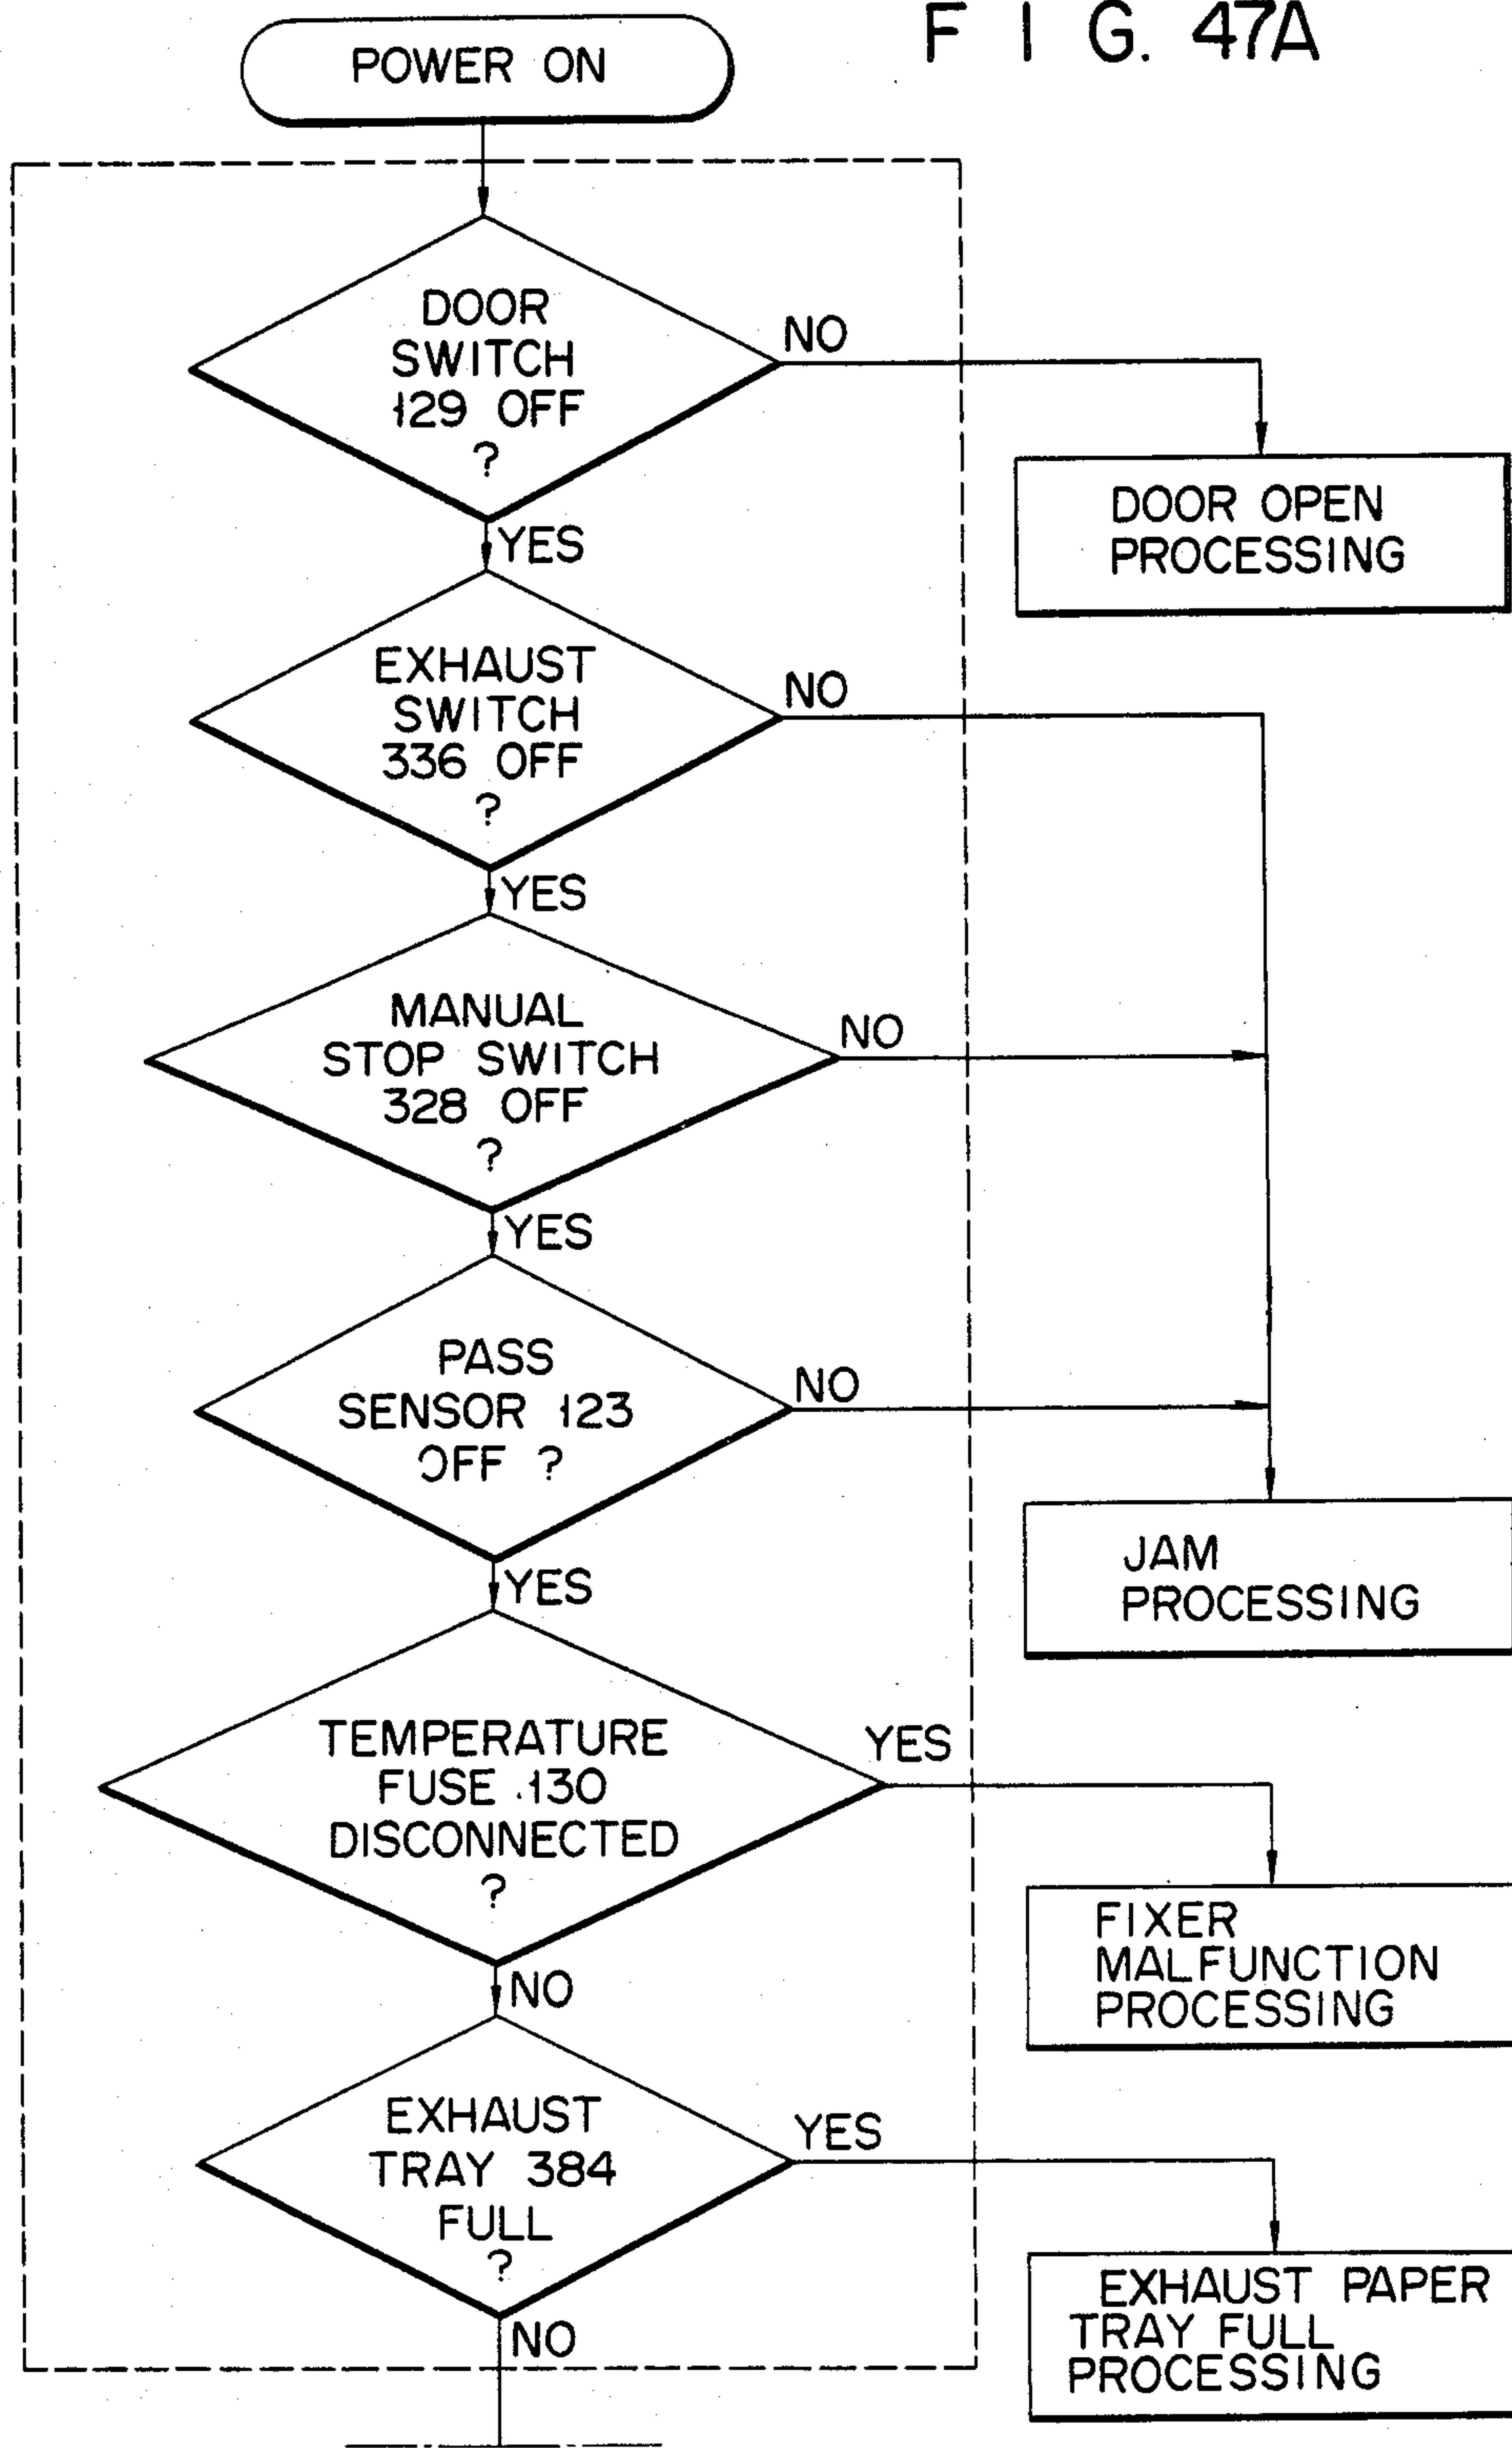 F I G. 47A
POWER ON
DOOR
SWITCH
129 OFF
?
NO
YES
DOOR OPEN
PROCESSING
EXHAUST
SWITCH
336 OFF
?
NO
YES
MANUAL
STOP SWITCH
328 OFF
?
NO
YES
PASS
SENSOR 123
OFF ?
NO
YES
JAM
PROCESSING
TEMPERATURE
FUSE 130
DISCONNECTED
?
YES
NO
FIXER
MALFUNCTION
PROCESSING
EXHAUST
TRAY 384
FULL
?
YES
NO
EXHAUST PAPER
TRAY FULL
PROCESSING